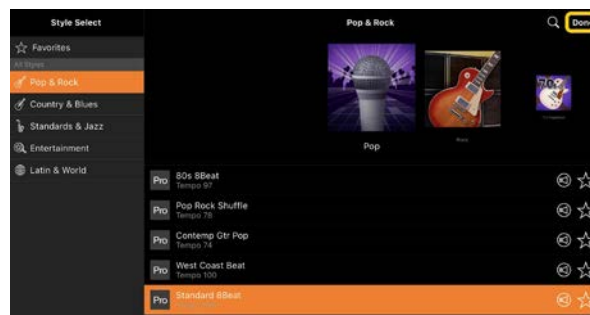 Style Select
Pop & Rock
Done
Favorites
All Styles
Pop & Rock
Country & Blues
Standards & Jazz
Entertainment
Latin & World
70s
Pop
Rock
Pro
80s 8Beat
Tempo 97
Pro
Pop Rock Shuffle
Tempo 78
Pro
Contemp Gtr Pop
Tempo 74
Pro
West Coast Beat
Tempo 100
Pro
Standard 8Beat